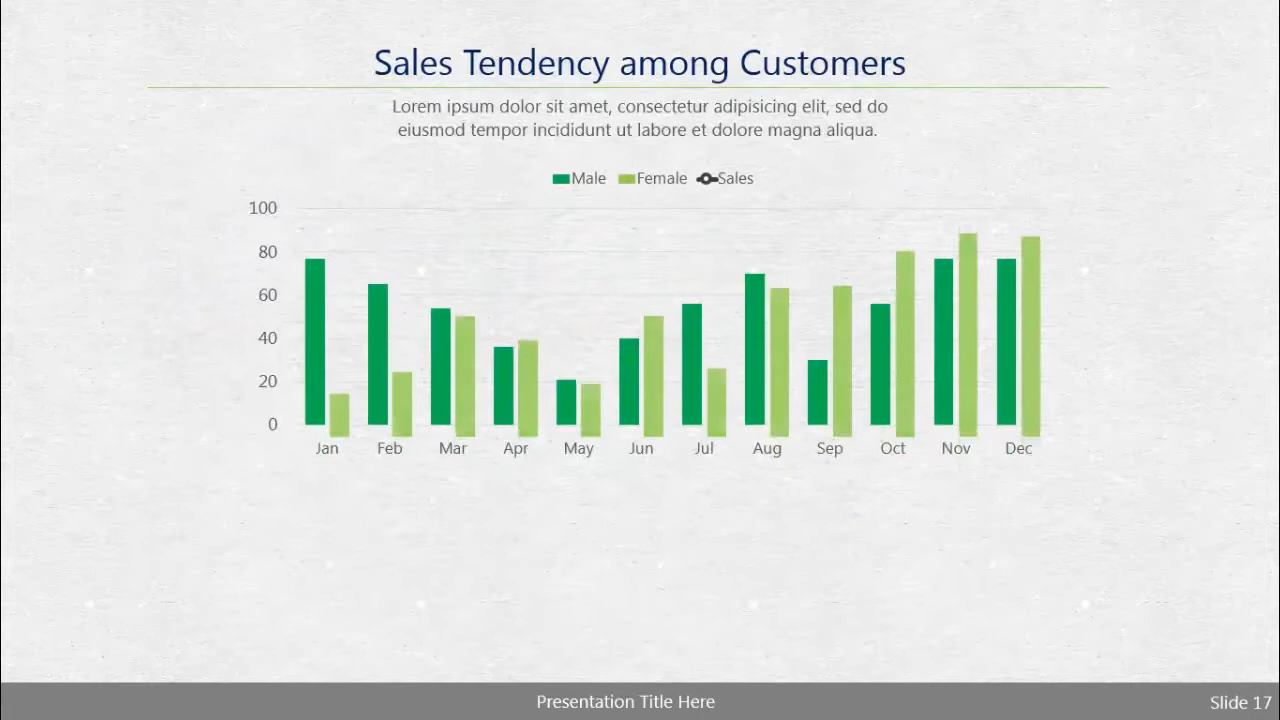 Sales Tendency among Customers
Lorem ipsum dolor sit amet, consectetur adipisicing elit, sed do
eiusmod tempor incididunt ut labore et dolore magna aliqua.
Male Female Sales
100
80
60
40
20
0
Jan Feb Mar Apr May Jun Jul Aug Sep Oct Nov Dec
Presentation Title Here
Slide 17